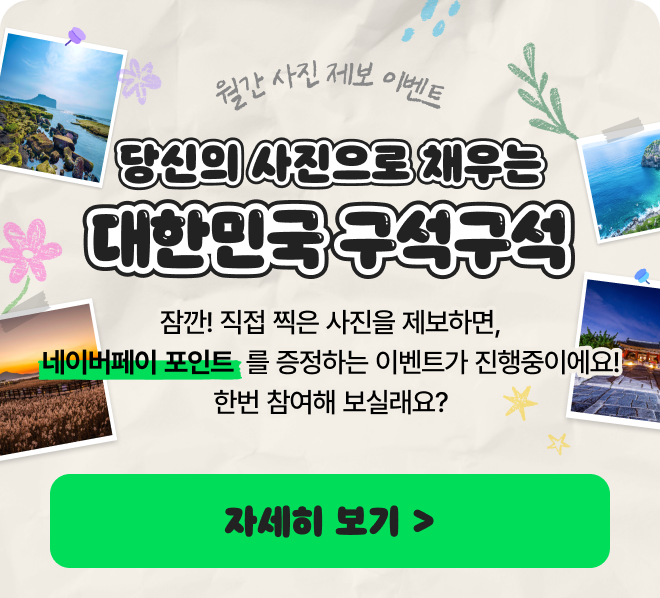 월간 사진 제보 이벤트
당신의 사진으로 채우는
대한민국 구석구석
잠깐! 직접 찍은 사진을 제보하면,
네이버페이 포인트 를 증정하는 이벤트가 진행중이에요!
한번 참여해 보실래요?
자세히 보기 >